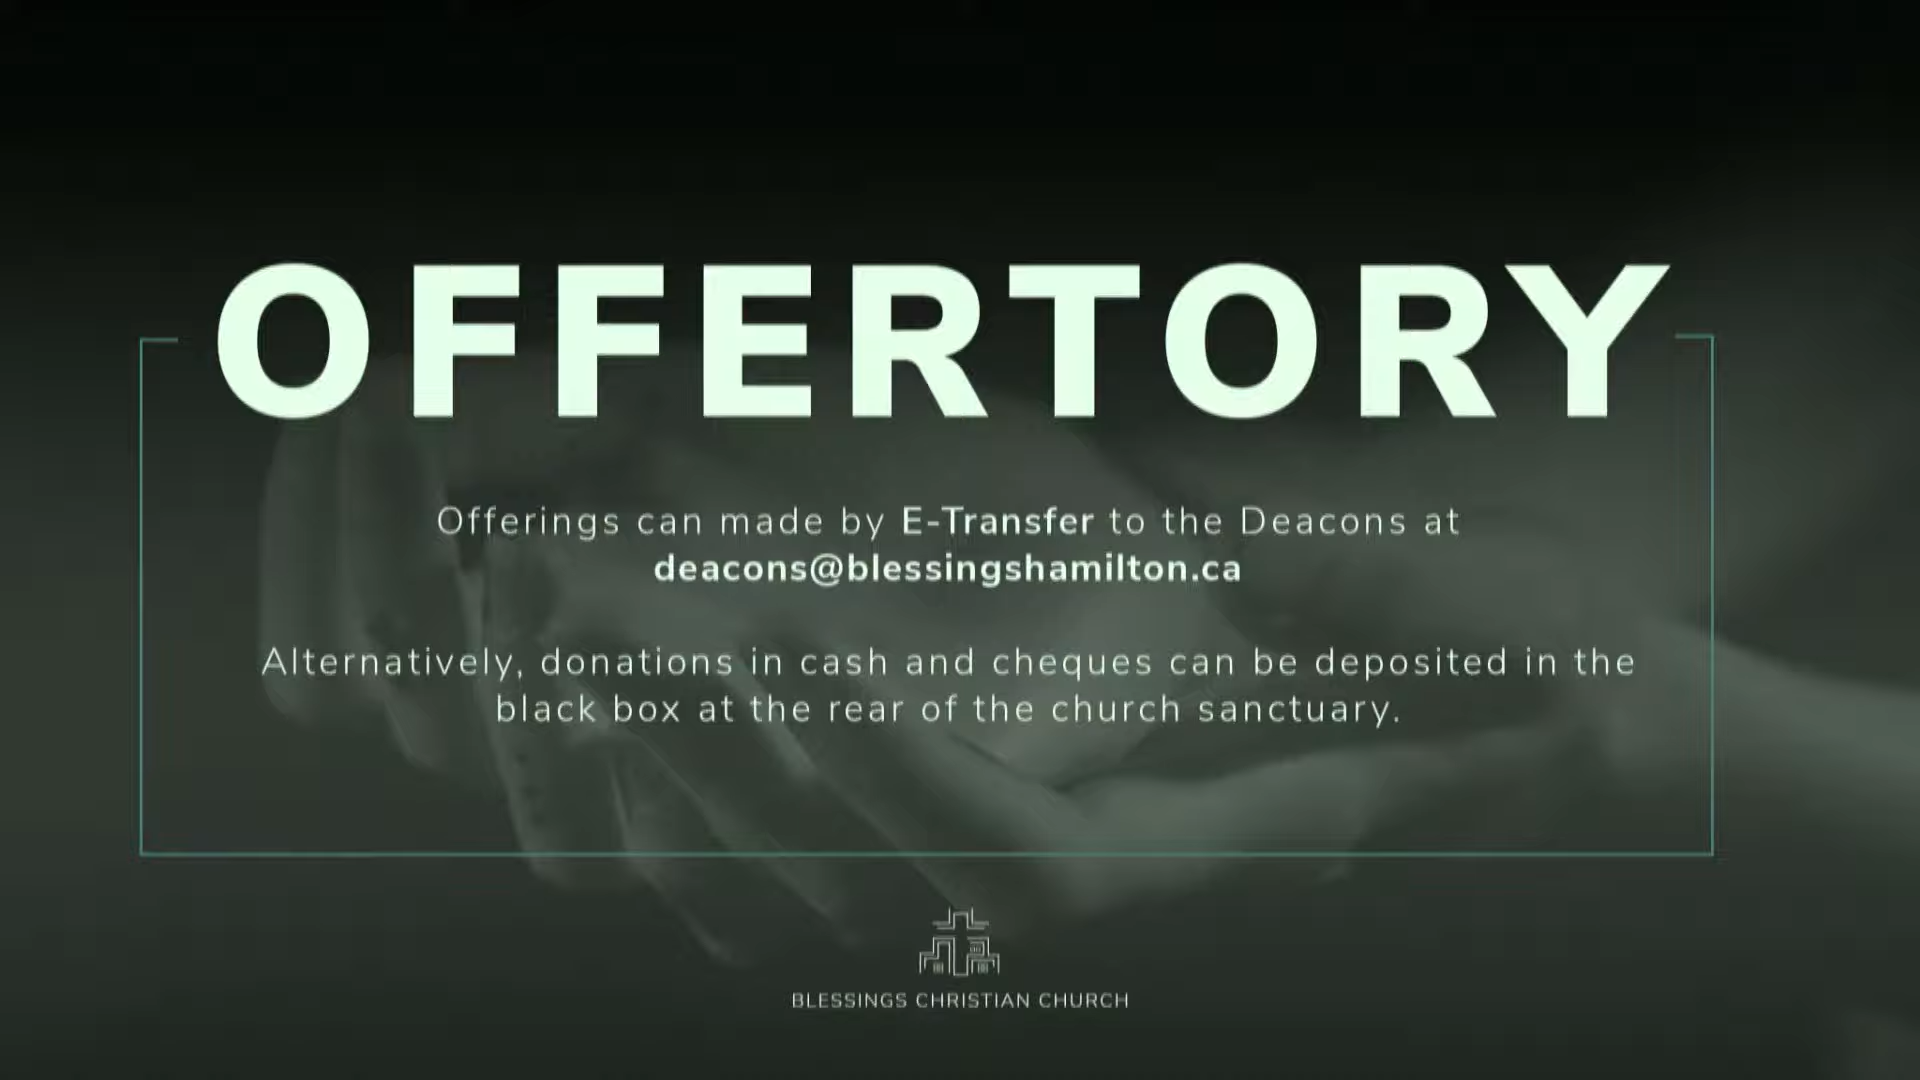 OFFERTORY
Offerings can made by E-Transfer to the Deacons at
deacons@blessingshamilton.ca
Alternatively, donations in cash and cheques can be deposited in the
black box at the rear of the church sanctuary.
BLESSINGS CHRISTIAN CHURCH